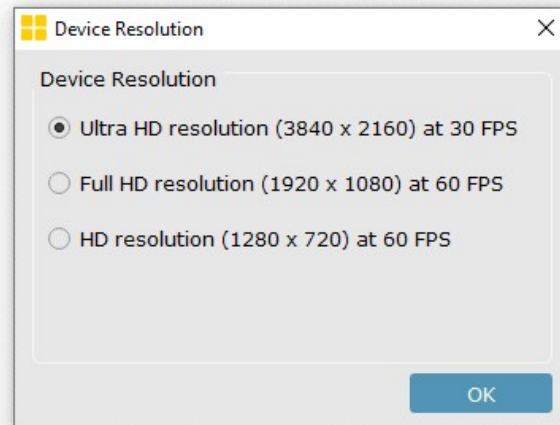 Device Resolution
Device Resolution
Ultra HD resolution (3840 x 2160) at 30 FPS
Full HD resolution (1920 x 1080) at 60 FPS
HD resolution (1280 x 720) at 60 FPS
OK